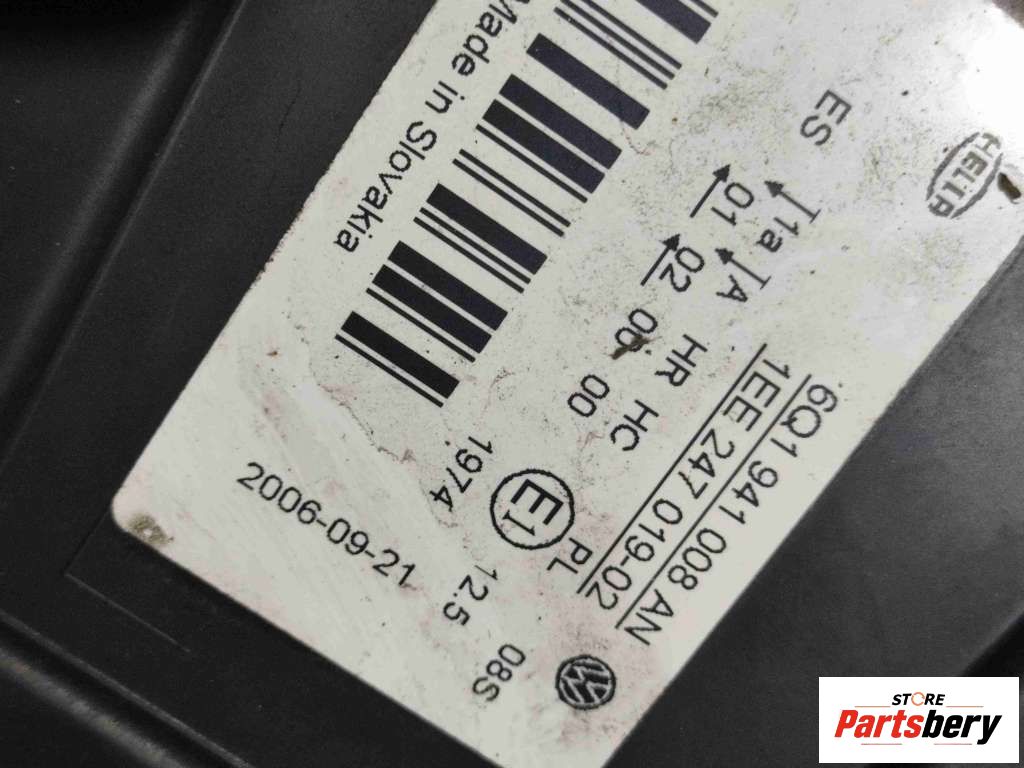 HELLA
6Q1 941 008 AN
1EE 247 019-02
ES
1a A HR HC PL
01 02 00 00 E1
08S
12.5
1974
Made in Slovakia
2006-09-21
STORE
Partsbery